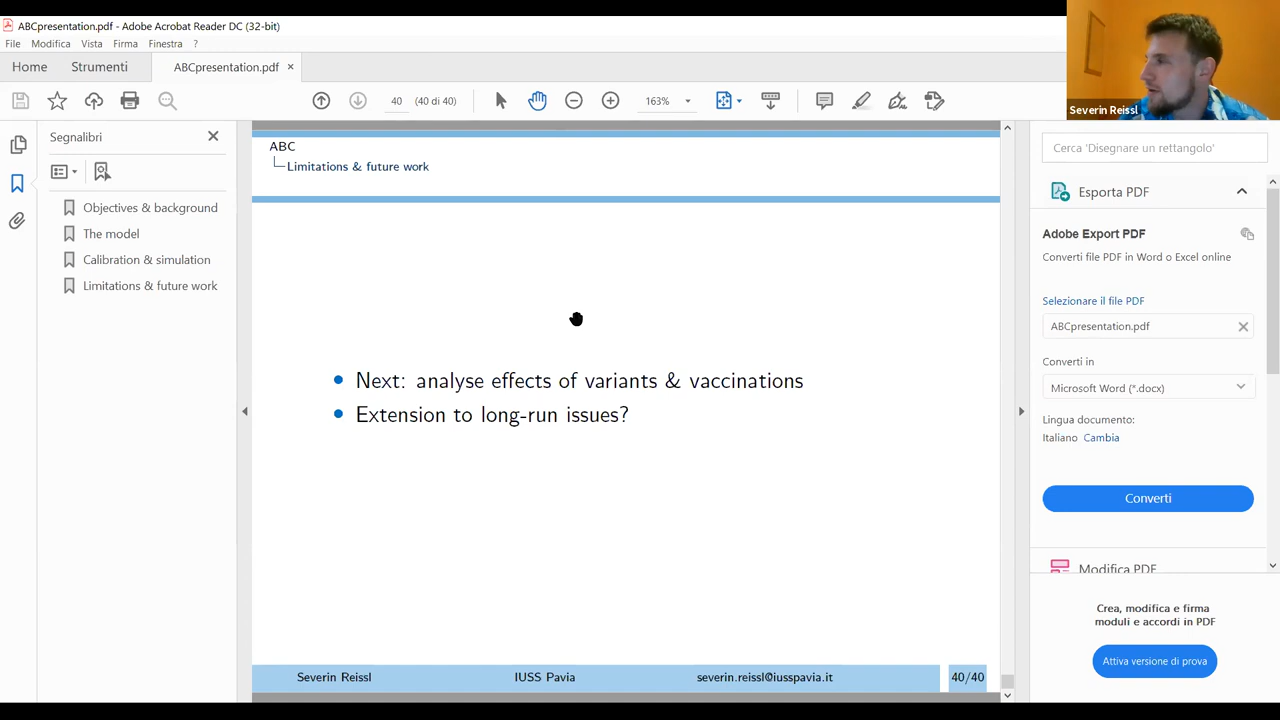 ABCpresentation.pdf - Adobe Acrobat Reader DC (32-bit)
File Modifica Vista Firma Finestra ?
Home Strumenti ABCpresentation.pdf ×
40 (40 di 40) 163%
Severin Reissl
Segnalibri
Objectives & background
The model
Calibration & simulation
Limitations & future work
ABC
Limitations & future work
Next: analyse effects of variants & vaccinations
Extension to long-run issues?
Severin Reissl IUSS Pavia severin.reissl@iusspavia.it 40/40
Cerca 'Disegnare un rettangolo'
Esporta PDF
Adobe Export PDF
Converti file PDF in Word o Excel online
Selezionare il file PDF
ABCpresentation.pdf
Converti in
Microsoft Word (*.docx)
Lingua documento:
Italiano Cambia
Converti
Modifica PDF
Crea, modifica e firma
moduli e accordi in PDF
Attiva versione di prova